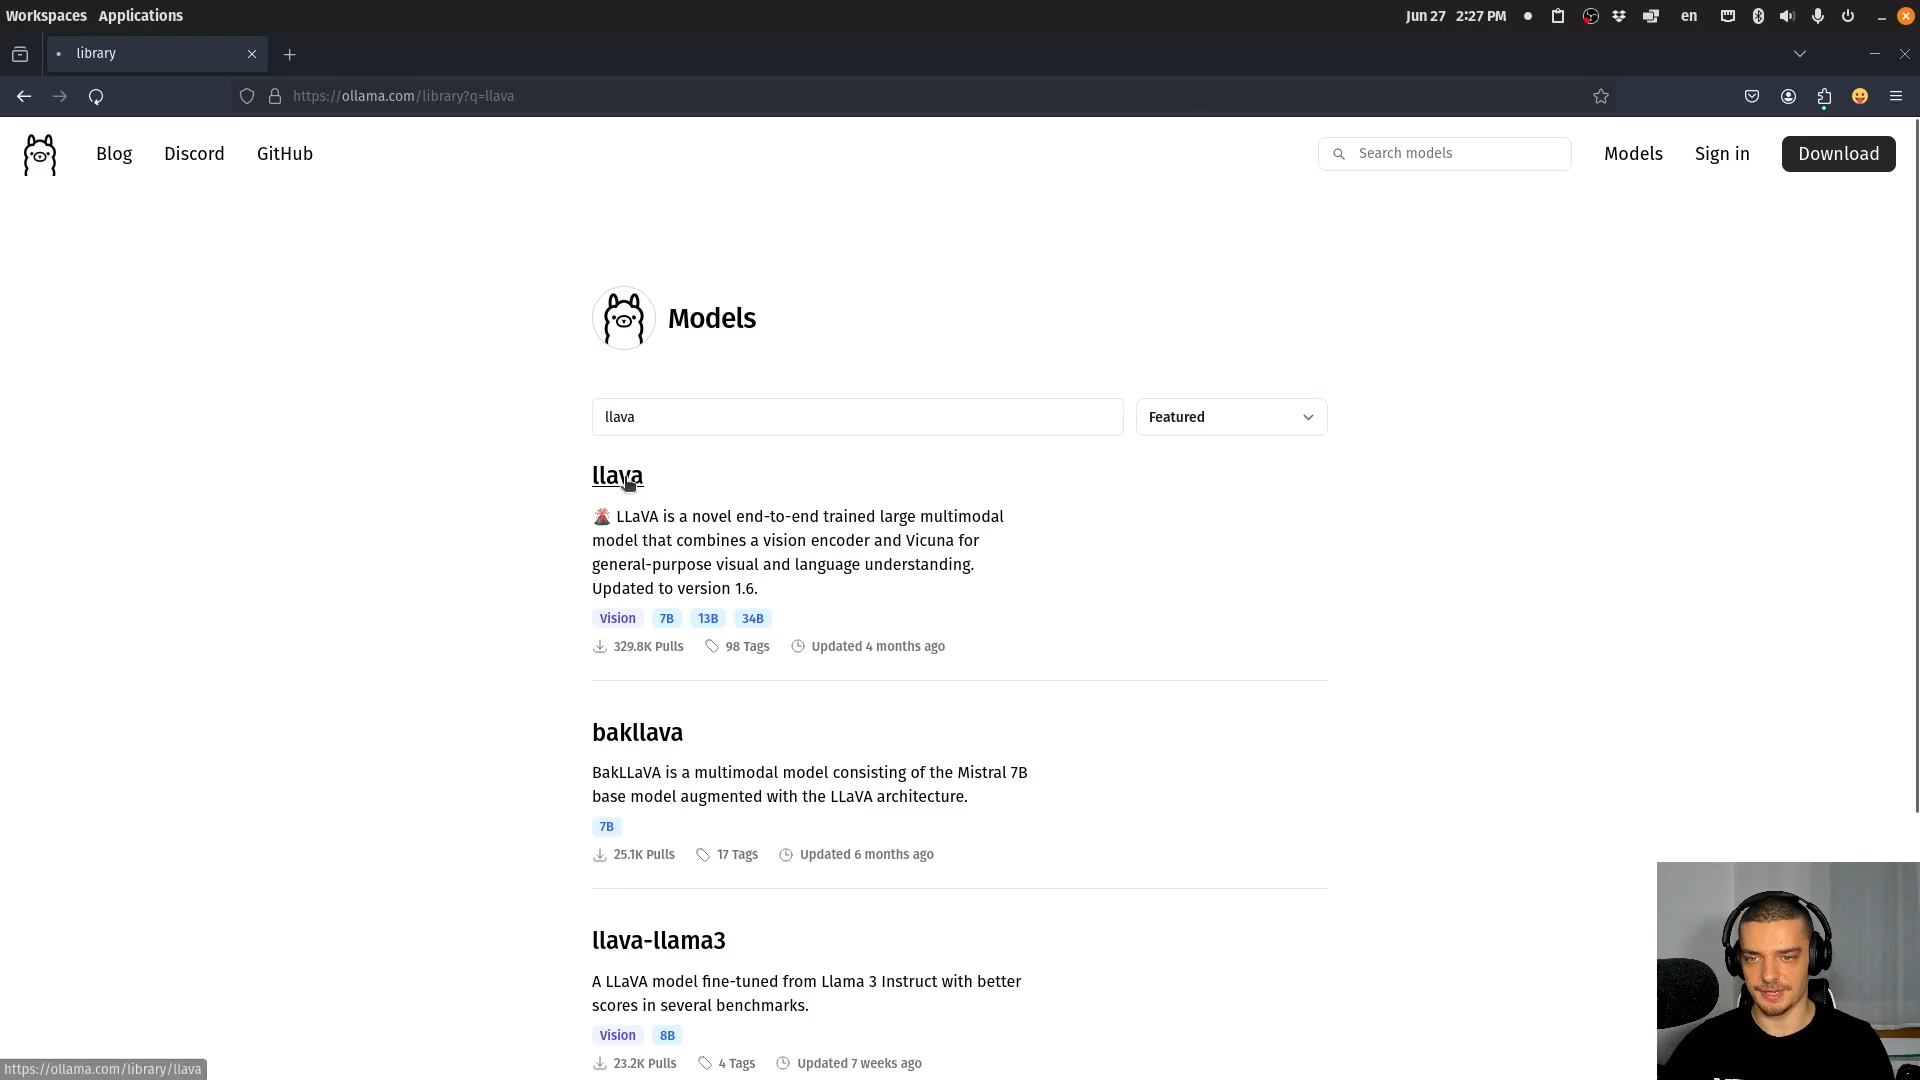 Workspaces Applications
Jun 27 2:27 PM
en
library
https://ollama.com/library?q=llava
Blog Discord GitHub
Search models
Models Sign in Download
Models
llava
Featured
llava
🌋 LLaVA is a novel end-to-end trained large multimodal
model that combines a vision encoder and Vicuna for
general-purpose visual and language understanding.
Updated to version 1.6.
Vision 7B 13B 34B
329.8K Pulls 98 Tags Updated 4 months ago
bakllava
BakLLaVA is a multimodal model consisting of the Mistral 7B
base model augmented with the LLaVA architecture.
7B
25.1K Pulls 17 Tags Updated 6 months ago
llava-llama3
A LLaVA model fine-tuned from Llama 3 Instruct with better
scores in several benchmarks.
Vision 8B
23.2K Pulls 4 Tags Updated 7 weeks ago
https://ollama.com/library/llava